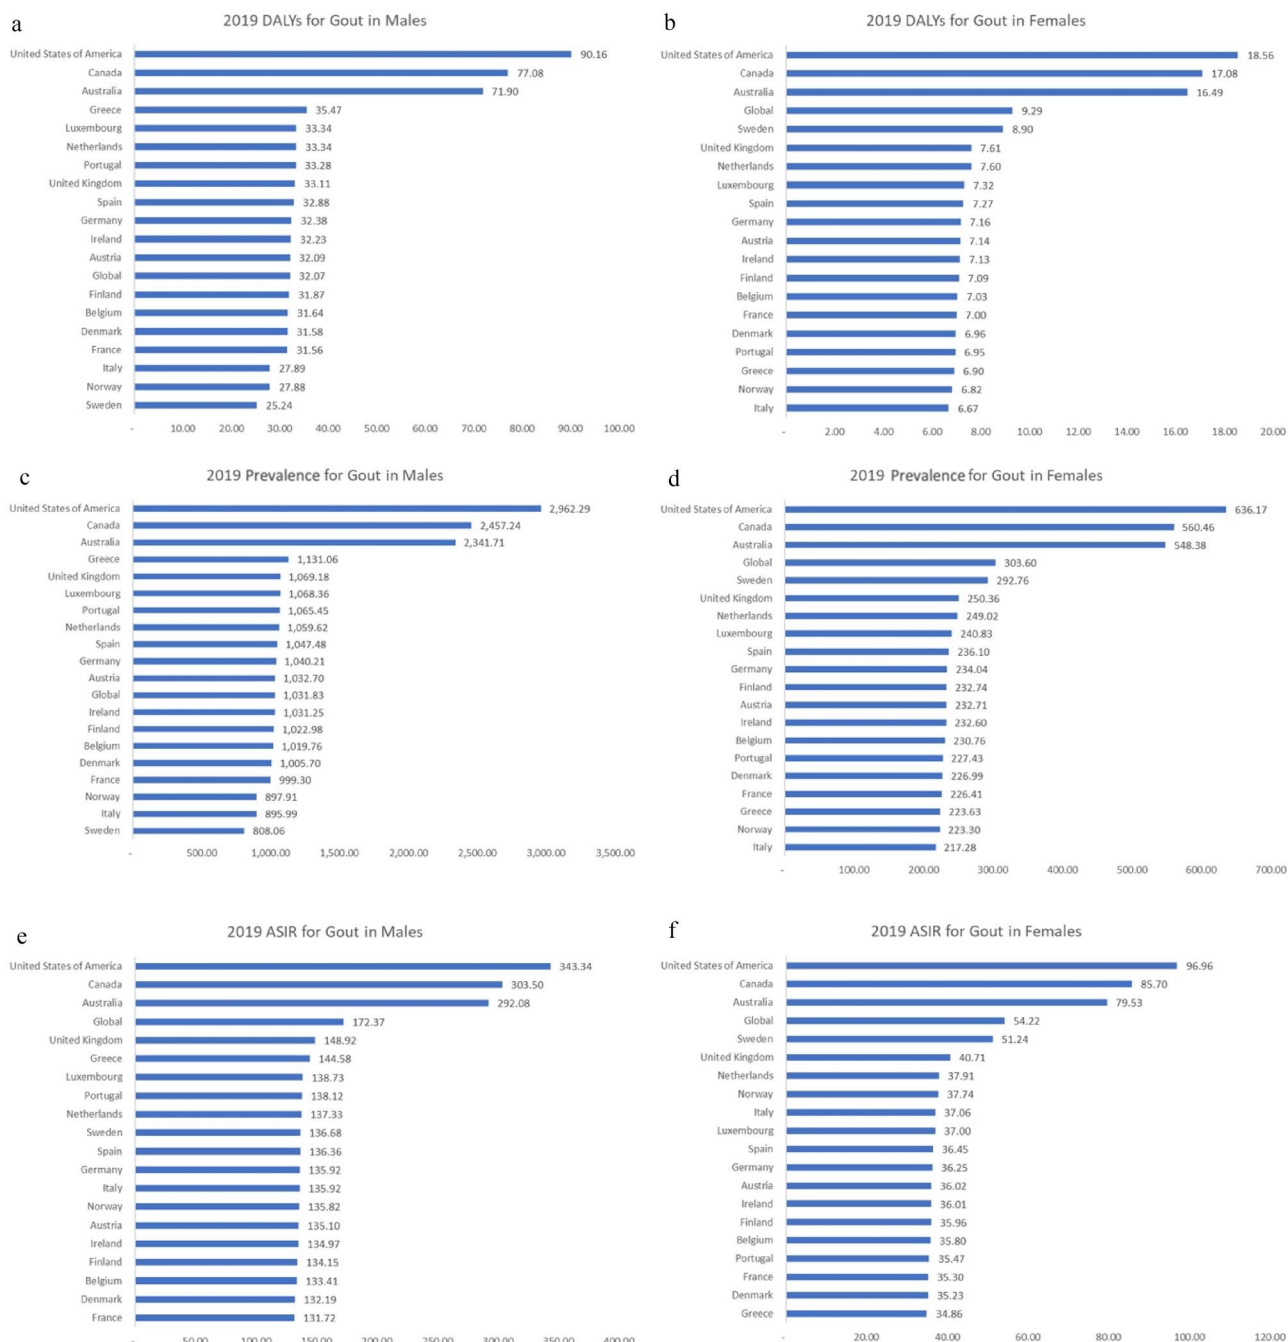 a
2019 DALYs for Gout in Males
United States of America 90.16
Canada 77.08
Australia 71.90
Greece 35.47
Luxembourg 33.34
Netherlands 33.34
Portugal 33.28
United Kingdom 33.11
Spain 32.88
Germany 32.38
Ireland 32.23
Austria 32.09
Global 32.07
Finland 31.87
Belgium 31.64
Denmark 31.58
France 31.56
Italy 27.89
Norway 27.88
Sweden 25.24
- 10.00 20.00 30.00 40.00 50.00 60.00 70.00 80.00 90.00 100.00
b
2019 DALYs for Gout in Females
United States of America 18.56
Canada 17.08
Australia 16.49
Global 9.29
Sweden 8.90
United Kingdom 7.61
Netherlands 7.60
Luxembourg 7.32
Spain 7.27
Germany 7.16
Austria 7.14
Ireland 7.13
Finland 7.09
Belgium 7.03
France 7.00
Denmark 6.96
Portugal 6.95
Greece 6.90
Norway 6.82
Italy 6.67
- 2.00 4.00 6.00 8.00 10.00 12.00 14.00 16.00 18.00 20.00
c
2019 Prevalence for Gout in Males
United States of America 2,962.29
Canada 2,457.24
Australia 2,341.71
Greece 1,131.06
United Kingdom 1,069.18
Luxembourg 1,068.36
Portugal 1,065.45
Netherlands 1,059.62
Spain 1,047.48
Germany 1,040.21
Austria 1,032.70
Global 1,031.83
Ireland 1,031.25
Finland 1,022.98
Belgium 1,019.76
Denmark 1,005.70
France 999.30
Norway 897.91
Italy 895.99
Sweden 808.06
- 500.00 1,000.00 1,500.00 2,000.00 2,500.00 3,000.00 3,500.00
d
2019 Prevalence for Gout in Females
United States of America 636.17
Canada 560.46
Australia 548.38
Global 303.60
Sweden 292.76
United Kingdom 250.36
Netherlands 249.02
Luxembourg 240.83
Spain 236.10
Germany 234.04
Finland 232.74
Austria 232.71
Ireland 232.60
Belgium 230.76
Portugal 227.43
Denmark 226.99
France 226.41
Greece 223.63
Norway 223.30
Italy 217.28
- 100.00 200.00 300.00 400.00 500.00 600.00 700.00
e
2019 ASIR for Gout in Males
United States of America 343.34
Canada 303.50
Australia 292.08
Global 172.37
United Kingdom 148.92
Greece 144.58
Luxembourg 138.73
Portugal 138.12
Netherlands 137.33
Sweden 136.68
Spain 136.36
Germany 135.92
Italy 135.92
Norway 135.82
Austria 135.10
Ireland 134.97
Finland 134.15
Belgium 133.41
Denmark 132.19
France 131.72
- 50.00 100.00 150.00 200.00 250.00 300.00 350.00 400.00
f
2019 ASIR for Gout in Females
United States of America 96.96
Canada 85.70
Australia 79.53
Global 54.22
Sweden 51.24
United Kingdom 40.71
Netherlands 37.91
Norway 37.74
Italy 37.06
Luxembourg 37.00
Spain 36.45
Germany 36.25
Austria 36.02
Ireland 36.01
Finland 35.96
Belgium 35.80
Portugal 35.47
France 35.30
Denmark 35.23
Greece 34.86
- 20.00 40.00 60.00 80.00 100.00 120.00